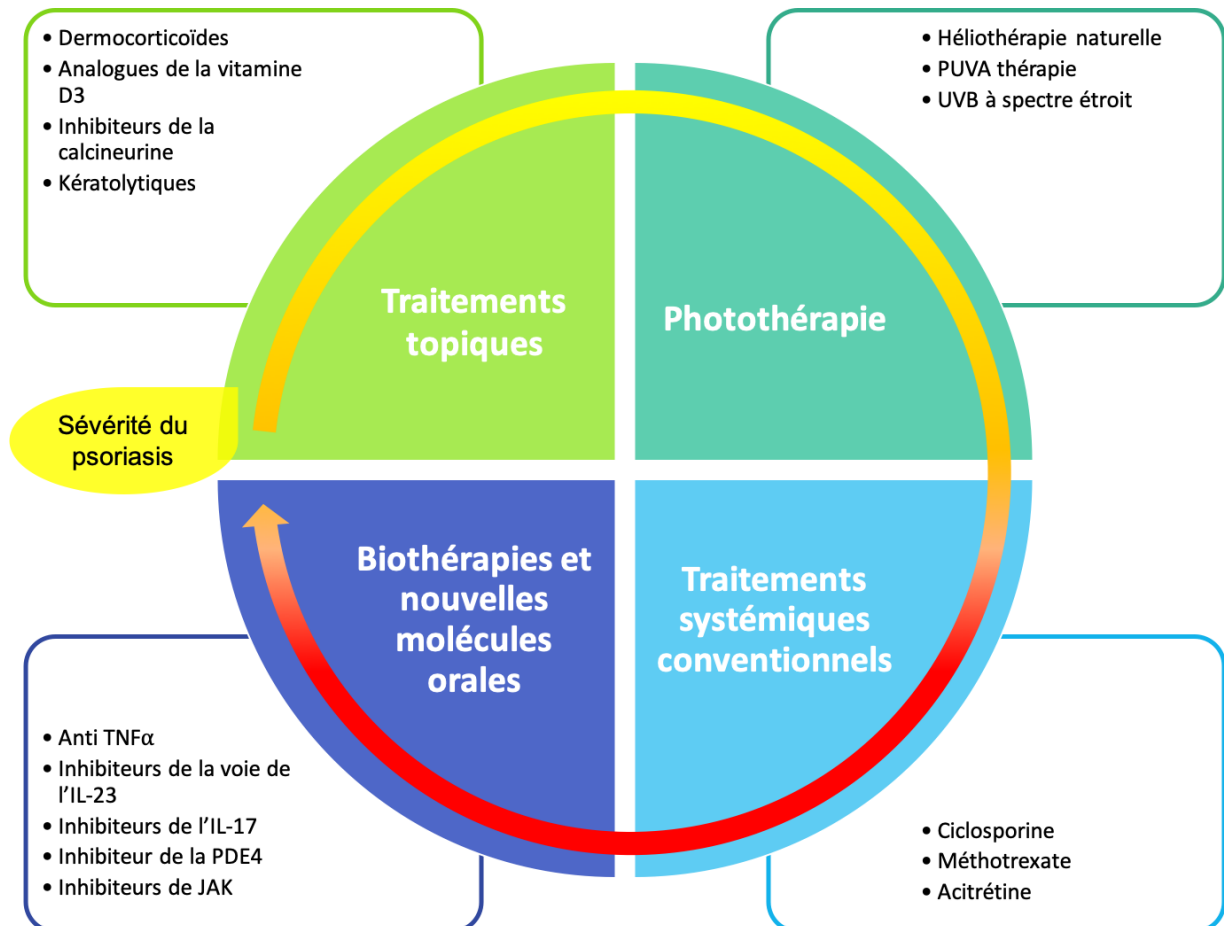 • Dermocorticoïdes
• Analogues de la vitamine
D3
• Inhibiteurs de la
calcineurine
• Kératolytiques
• Héliothérapie naturelle
• PUVA thérapie
• UVB à spectre étroit
Traitements
topiques
Photothérapie
Sévérité du
psoriasis
Biothérapies et
nouvelles
molécules
orales
Traitements
systémiques
conventionnels
• Anti TNFα
• Inhibiteurs de la voie de
l’IL-23
• Inhibiteurs de l’IL-17
• Inhibiteur de la PDE4
• Inhibiteurs de JAK
• Ciclosporine
• Méthotrexate
• Acitrétine